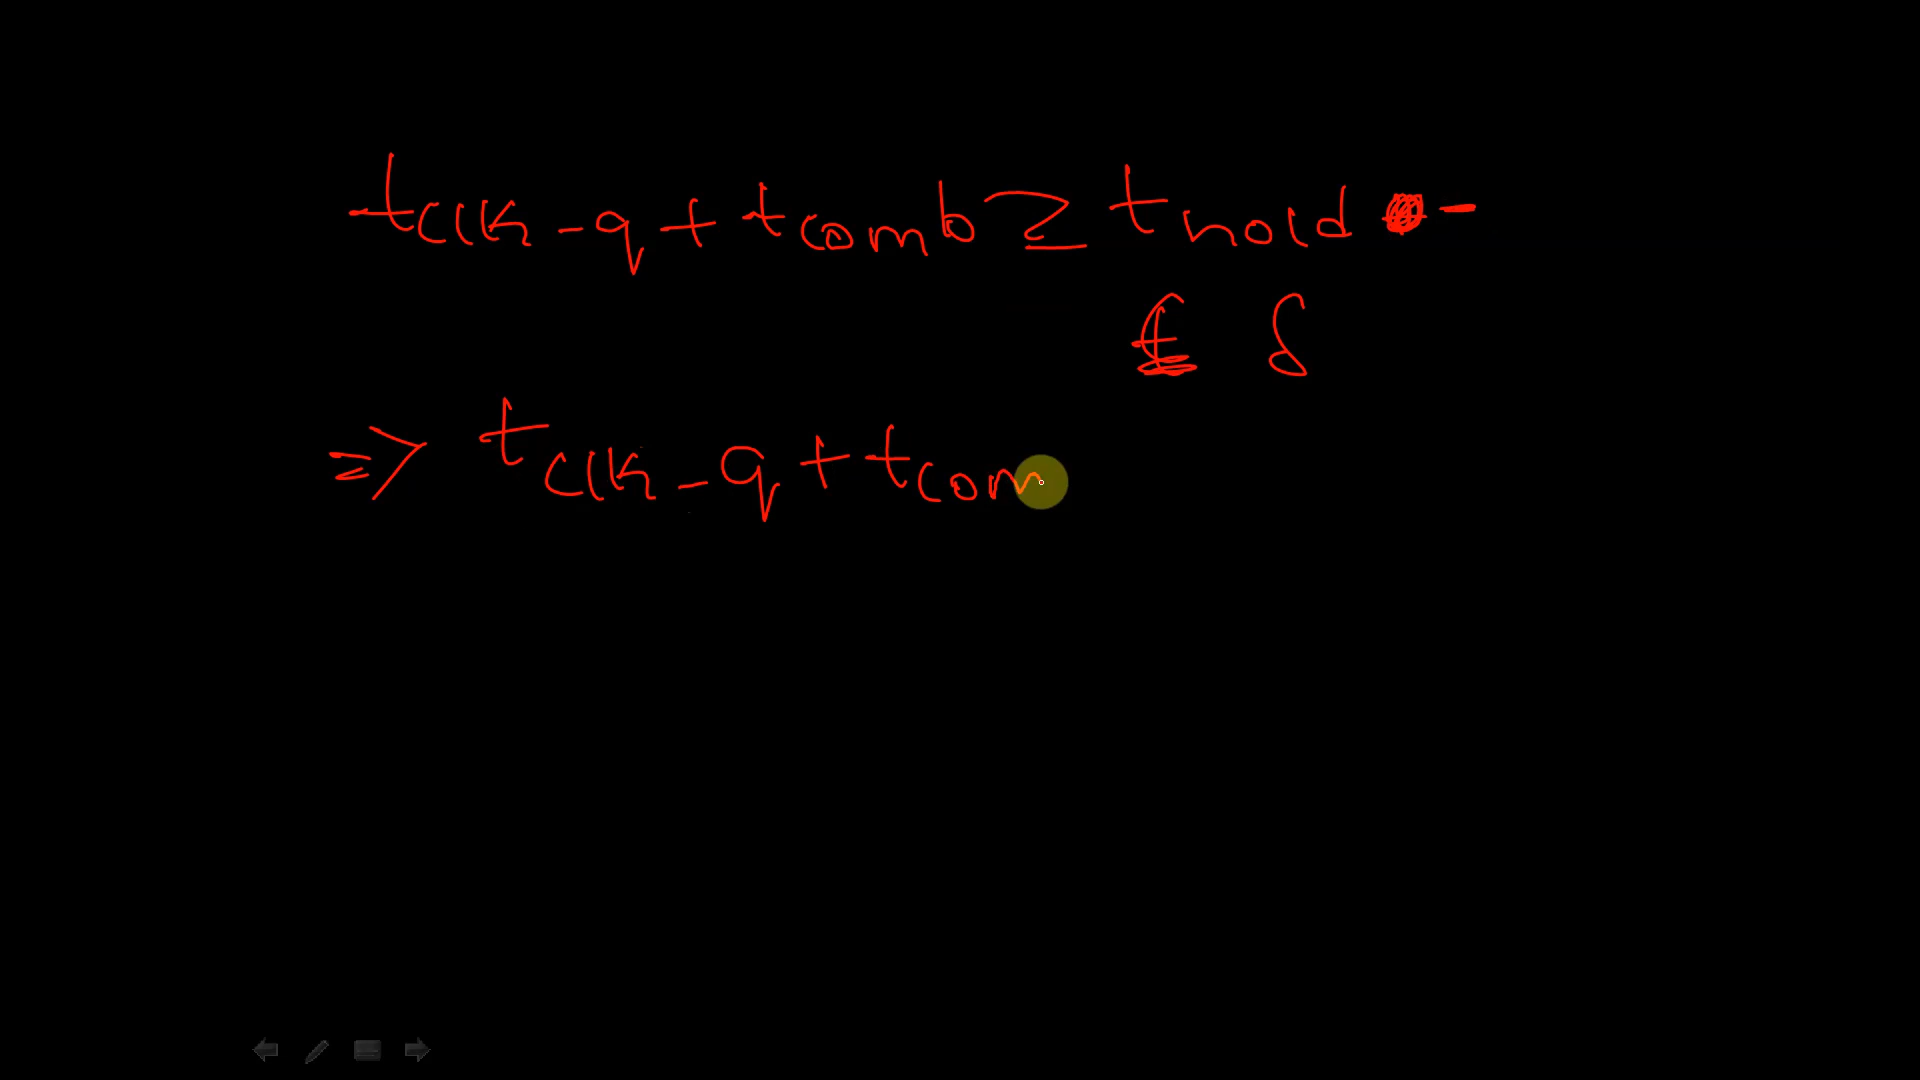 tclk-q + tcomb ≥ thold -
δ
=> tclk-q + tcom